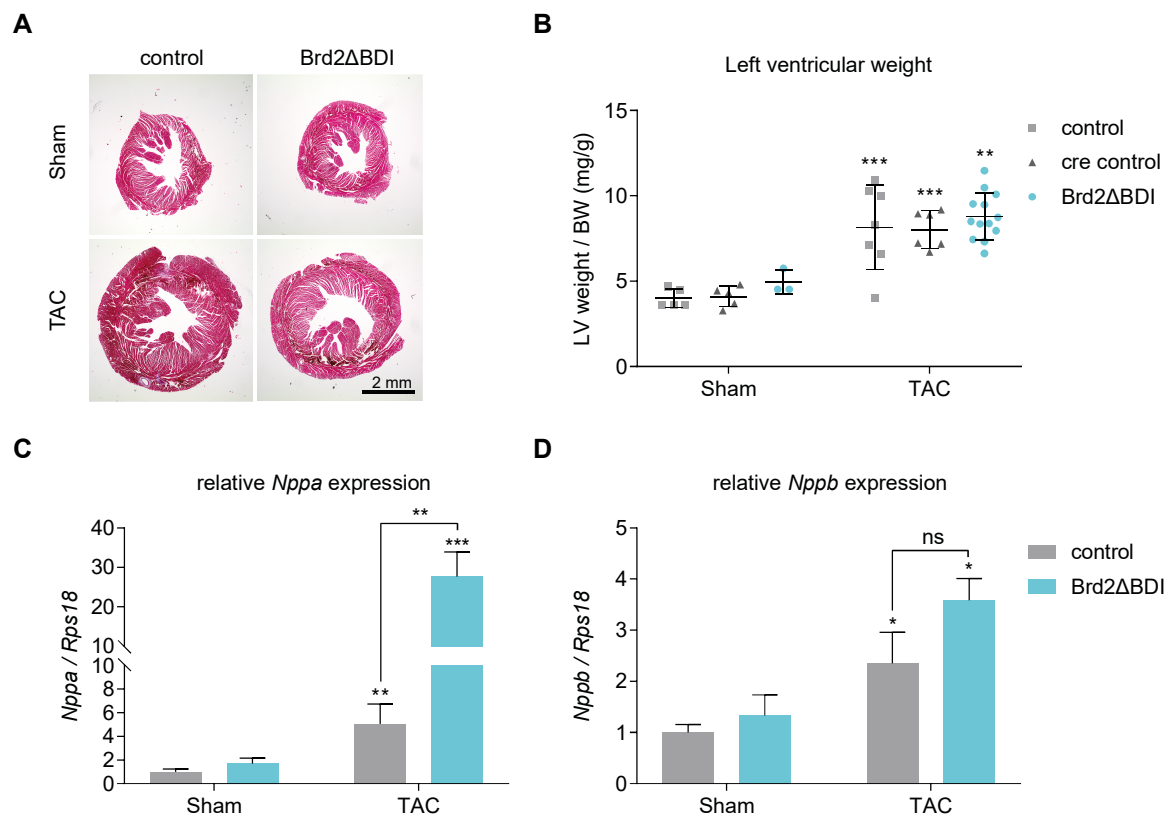 A
control
Brd2ΔBDI
Sham
TAC
2 mm
B
Left ventricular weight
LV weight / BW (mg/g)
15
10
5
0
***
***
**
Sham
TAC
control
cre control
Brd2ΔBDI
C
relative Nppa expression
Nppa / Rps18
40
30
20
10
10
8
6
4
2
0
**
***
**
Sham
TAC
D
relative Nppb expression
Nppb / Rps18
5
4
3
2
1
0
ns
*
*
Sham
TAC
control
Brd2ΔBDI